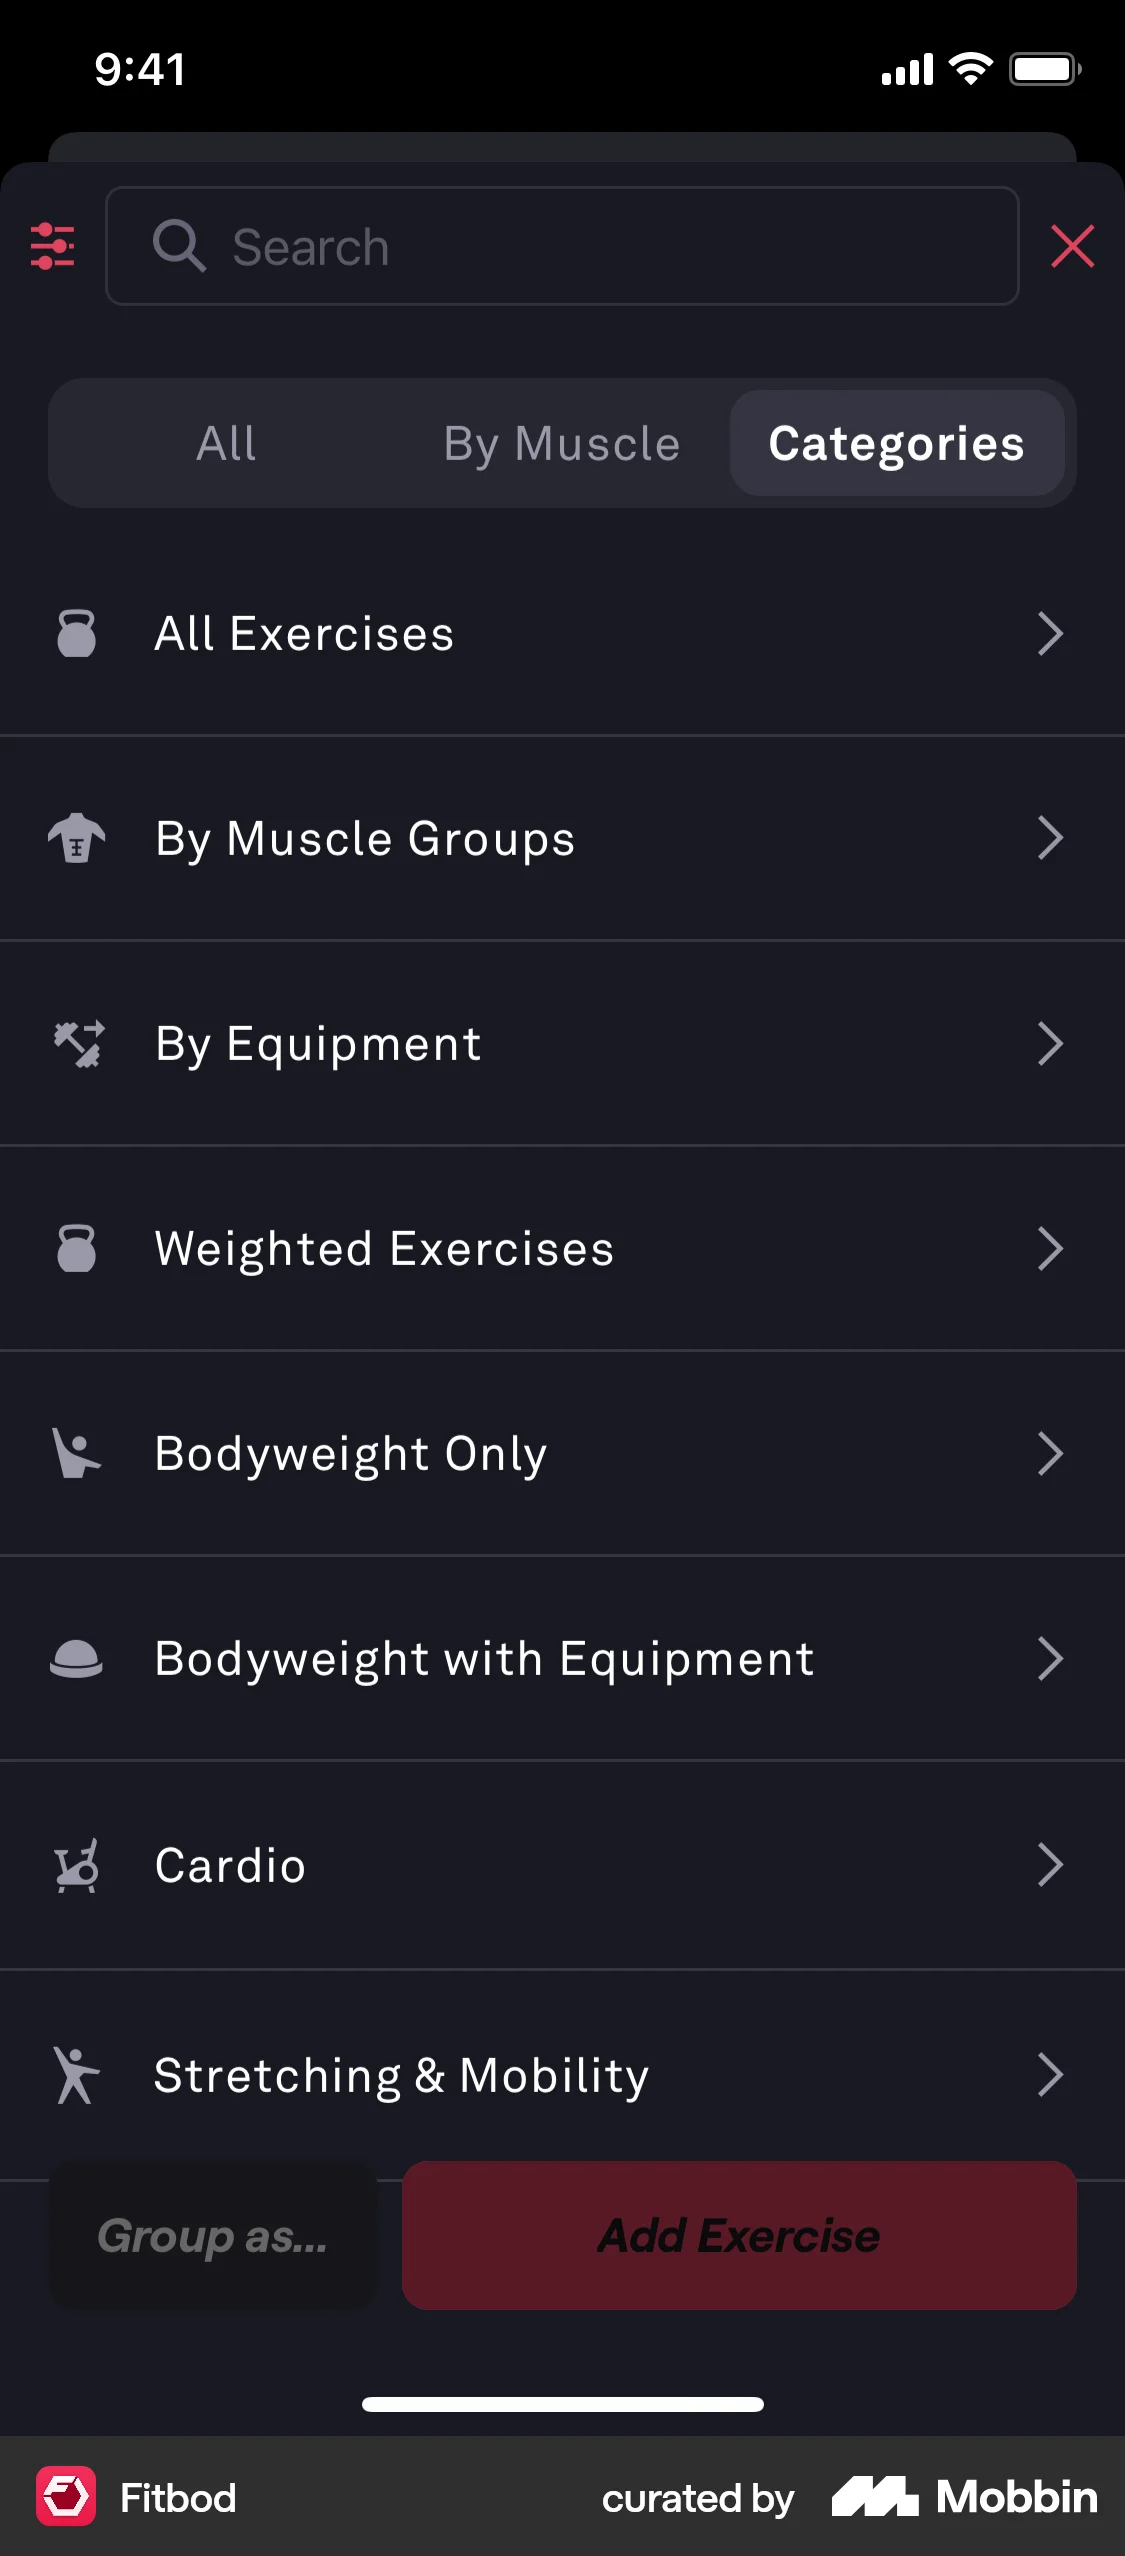 9:41
Search
All
By Muscle
Categories
All Exercises
By Muscle Groups
By Equipment
Weighted Exercises
Bodyweight Only
Bodyweight with Equipment
Cardio
Stretching & Mobility
Group as...
Add Exercise
Fitbod
curated by Mobbin